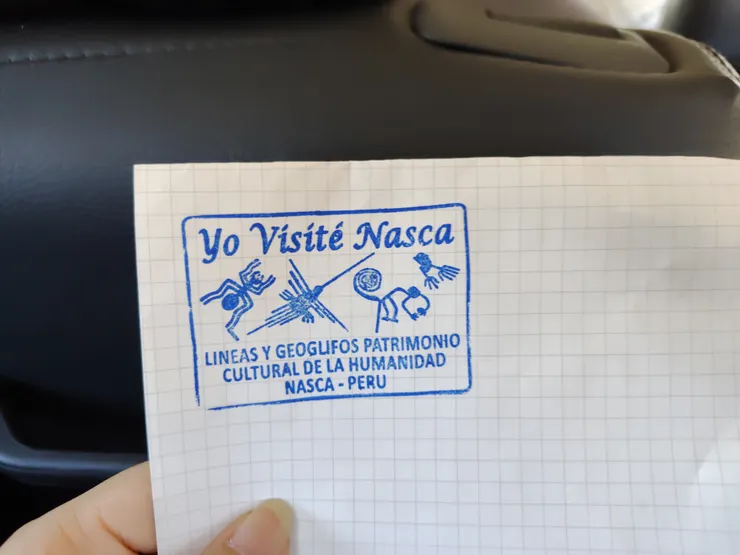 Yo Visité Nasca
LINEAS Y GEOGLIFOS PATRIMONIO
CULTURAL DE LA HUMANIDAD
NASCA - PERU